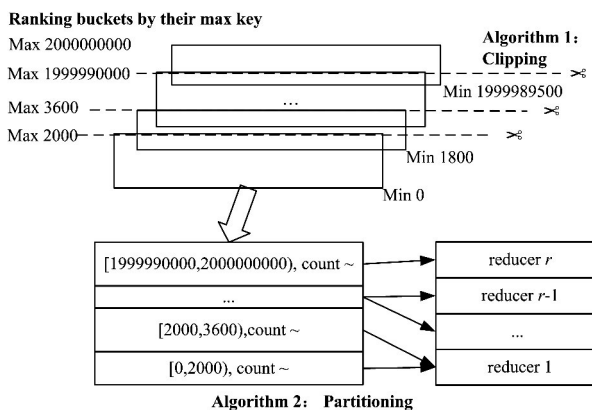 Ranking buckets by their max key
Max 2000000000
Algorithm 1：
Clipping
Max 1999990000
Min 1999989500
...
Max 3600
Max 2000
Min 1800
Min 0
[1999990000,2000000000), count ~
reducer r
...
reducer r-1
[2000,3600),count ~
...
[0,2000), count ~
reducer 1
Algorithm 2： Partitioning